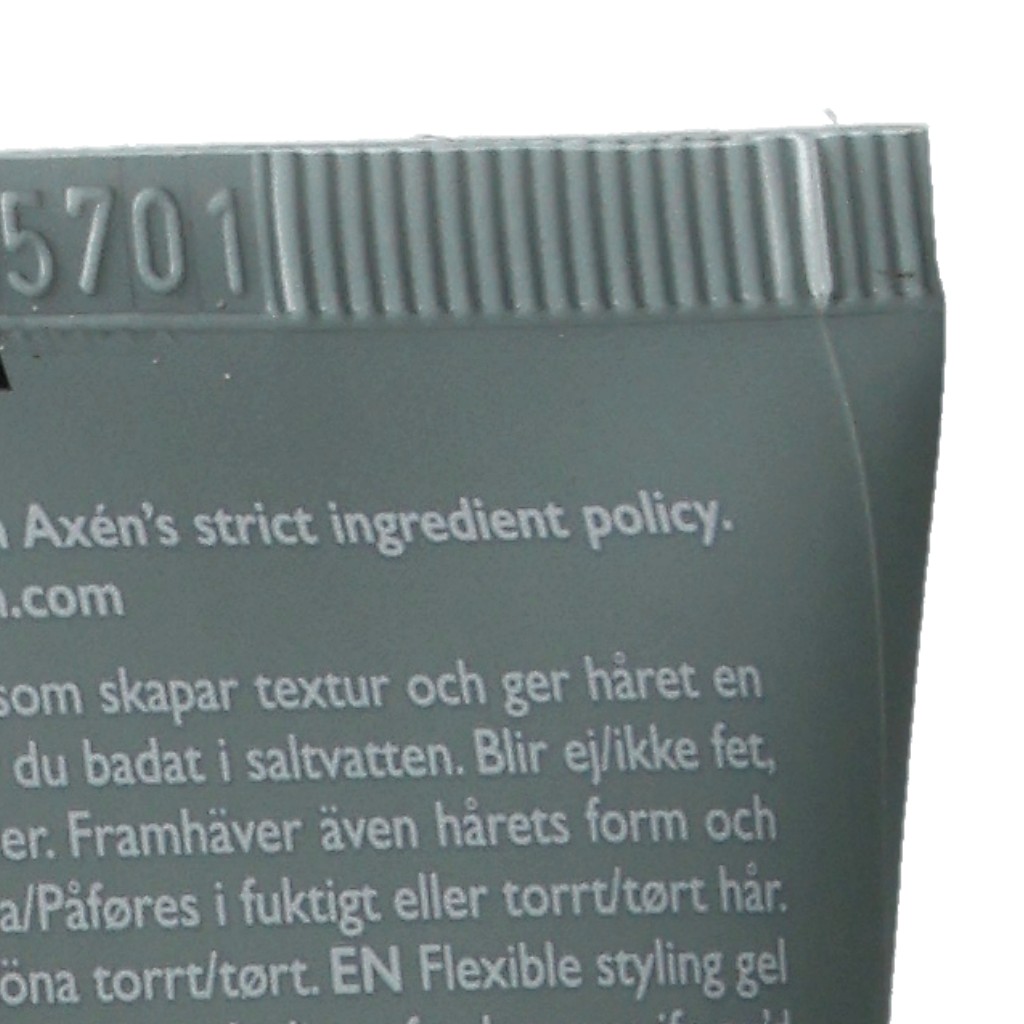 5701
Axén's strict ingredient policy.
.com
som skapar textur och ger håret en
du badat i saltvatten. Blir ej/ikke fet,
er. Framhäver även hårets form och
a/Påføres i fuktigt eller torrt/tørt hår.
öna torrt/tørt. EN Flexible styling gel